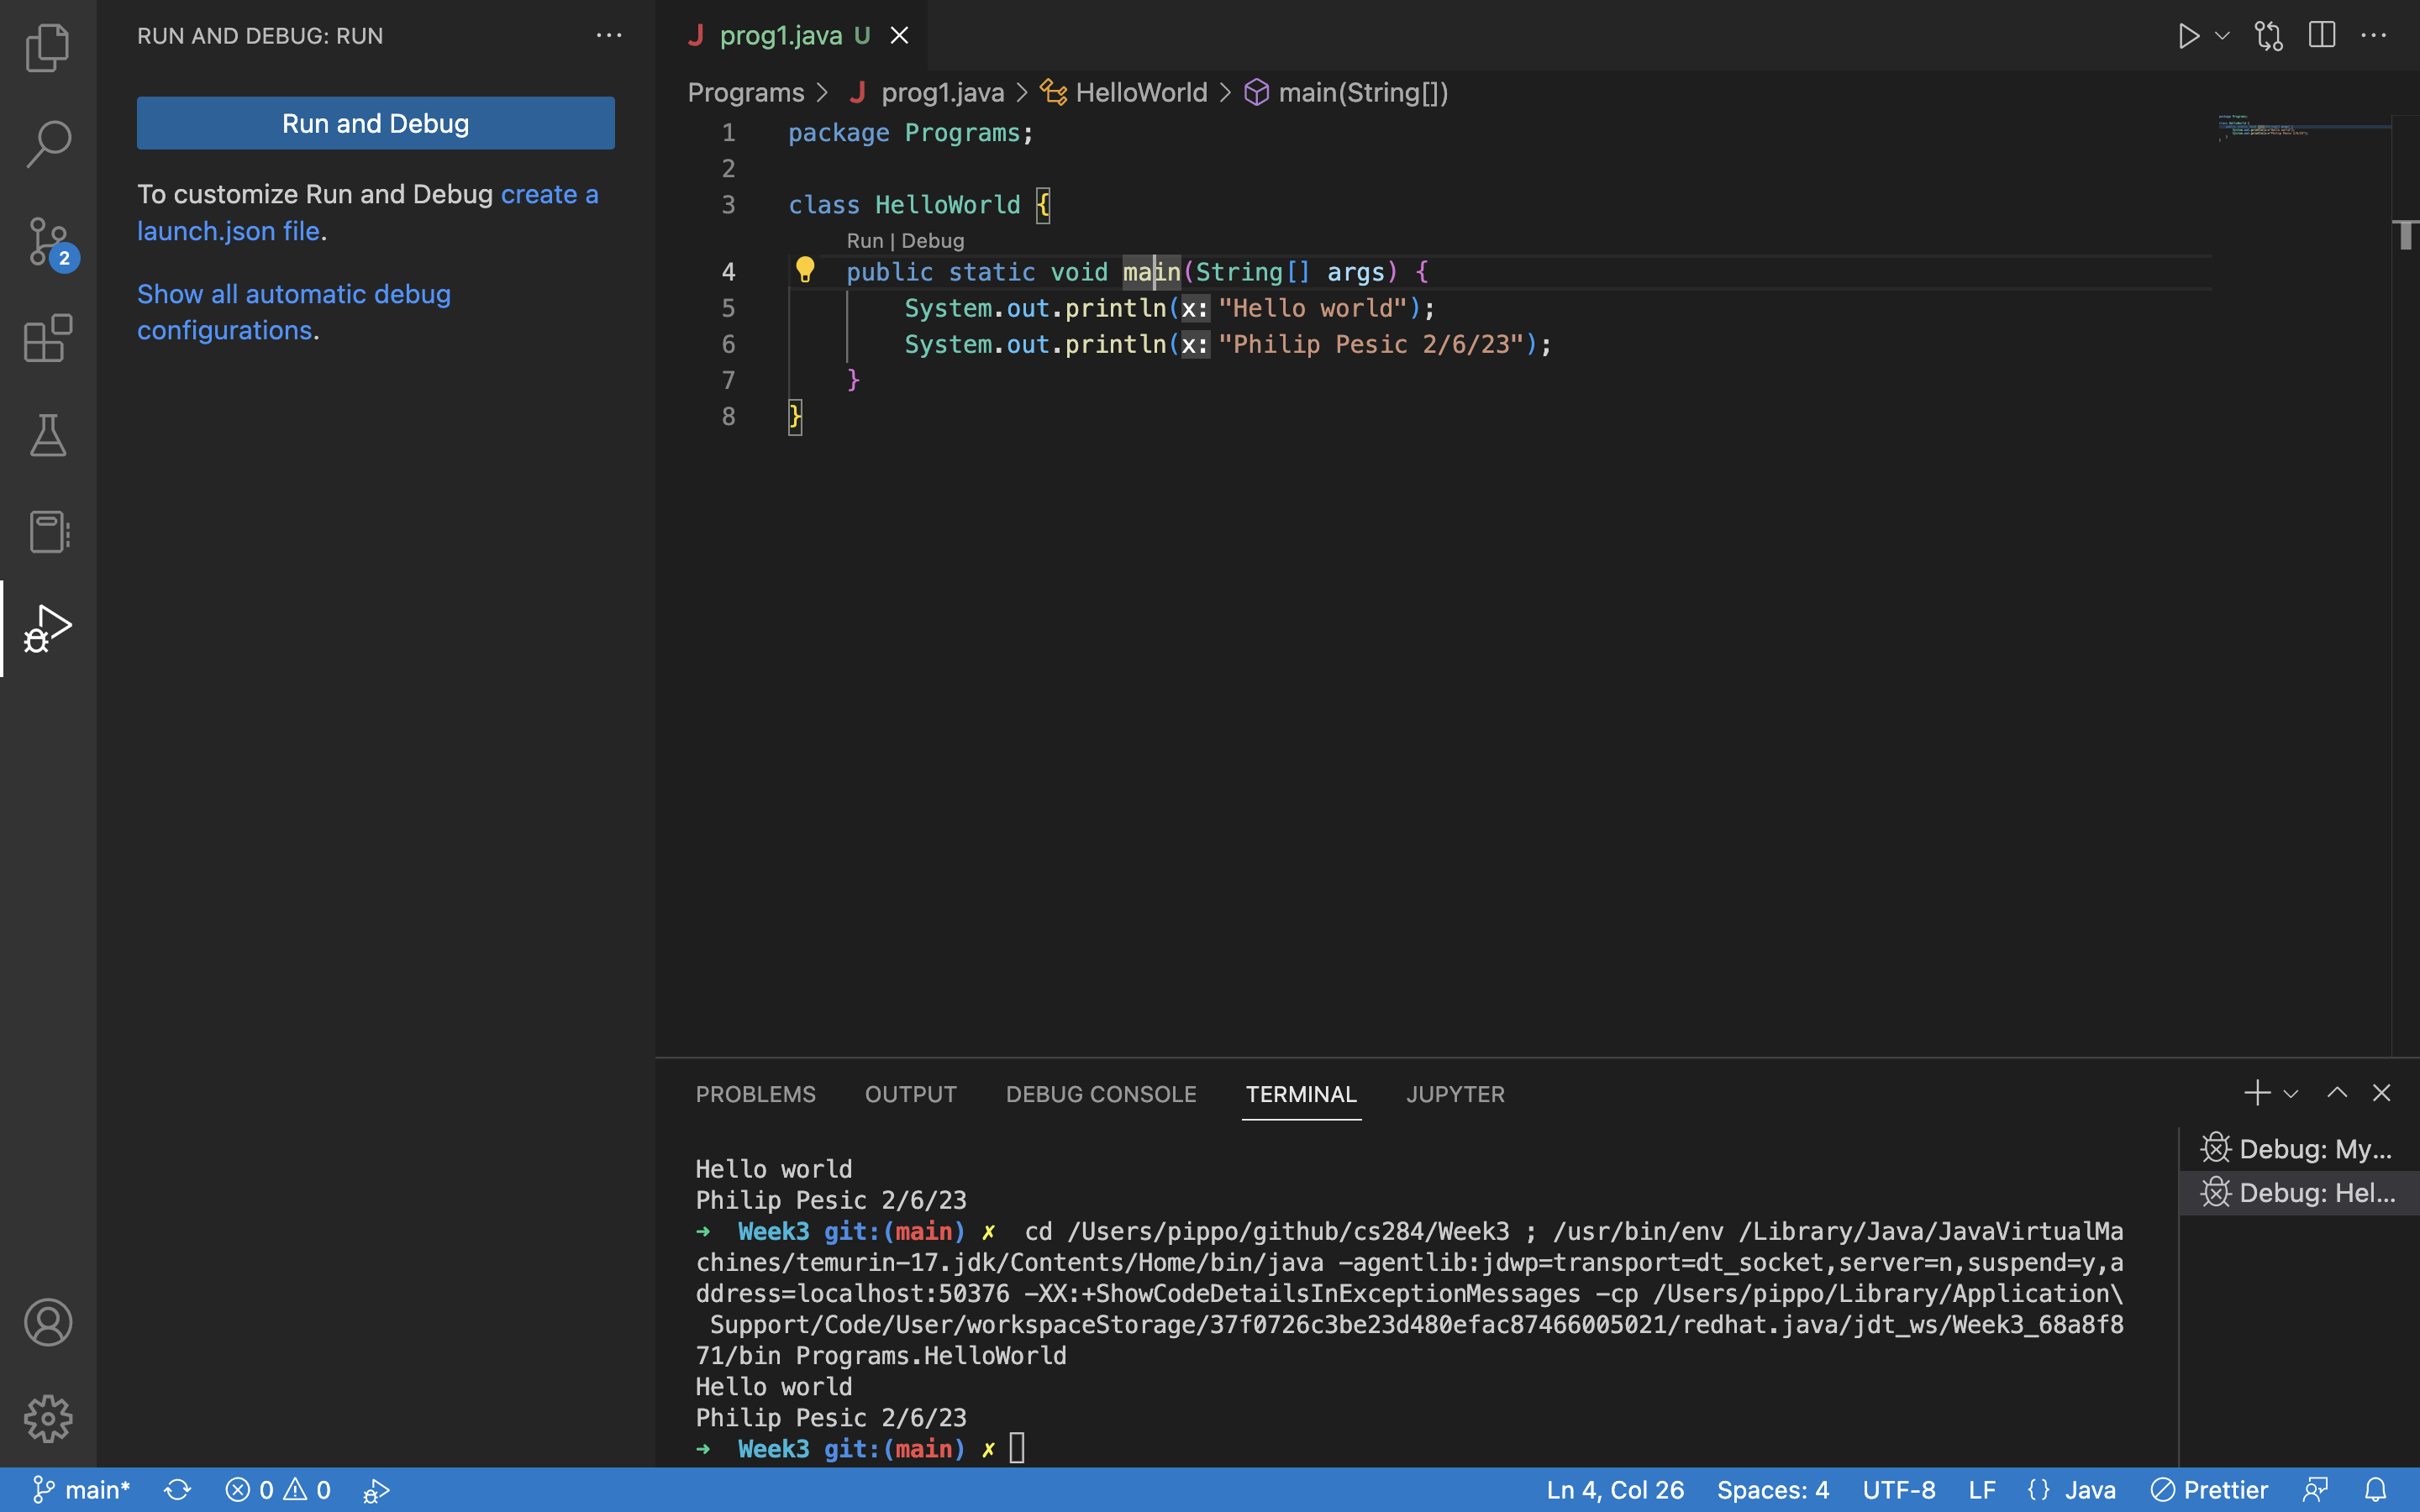 RUN AND DEBUG: RUN
Run and Debug
To customize Run and Debug create a
launch.json file.
Show all automatic debug
configurations.
2
prog1.java U
Programs > prog1.java > HelloWorld > main(String[])
1 package Programs;
2
3 class HelloWorld {
Run | Debug
4 public static void main(String[] args) {
5 System.out.println(x: "Hello world");
6 System.out.println(x: "Philip Pesic 2/6/23");
7 }
8 }
PROBLEMS OUTPUT DEBUG CONSOLE TERMINAL JUPYTER
Hello world
Philip Pesic 2/6/23
➜ Week3 git:(main) ✗ cd /Users/pippo/github/cs284/Week3 ; /usr/bin/env /Library/Java/JavaVirtualMa
chines/temurin-17.jdk/Contents/Home/bin/java -agentlib:jdwp=transport=dt_socket,server=n,suspend=y,a
ddress=localhost:50376 -XX:+ShowCodeDetailsInExceptionMessages -cp /Users/pippo/Library/Application\
Support/Code/User/workspaceStorage/37f0726c3be23d480efac87466005021/redhat.java/jdt_ws/Week3_68a8f8
71/bin Programs.HelloWorld
Hello world
Philip Pesic 2/6/23
➜ Week3 git:(main) ✗
Debug: My...
Debug: Hel...
main* 0 0 Ln 4, Col 26 Spaces: 4 UTF-8 LF {} Java Prettier